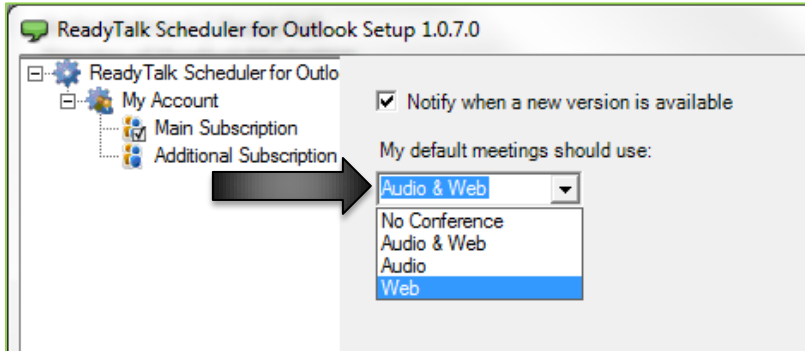 ReadyTalk Scheduler for Outlook Setup 1.0.7.0
ReadyTalk Scheduler for Outlo
My Account
Main Subscription
Additional Subscription
Notify when a new version is available
My default meetings should use:
Audio & Web
No Conference
Audio & Web
Audio
Web